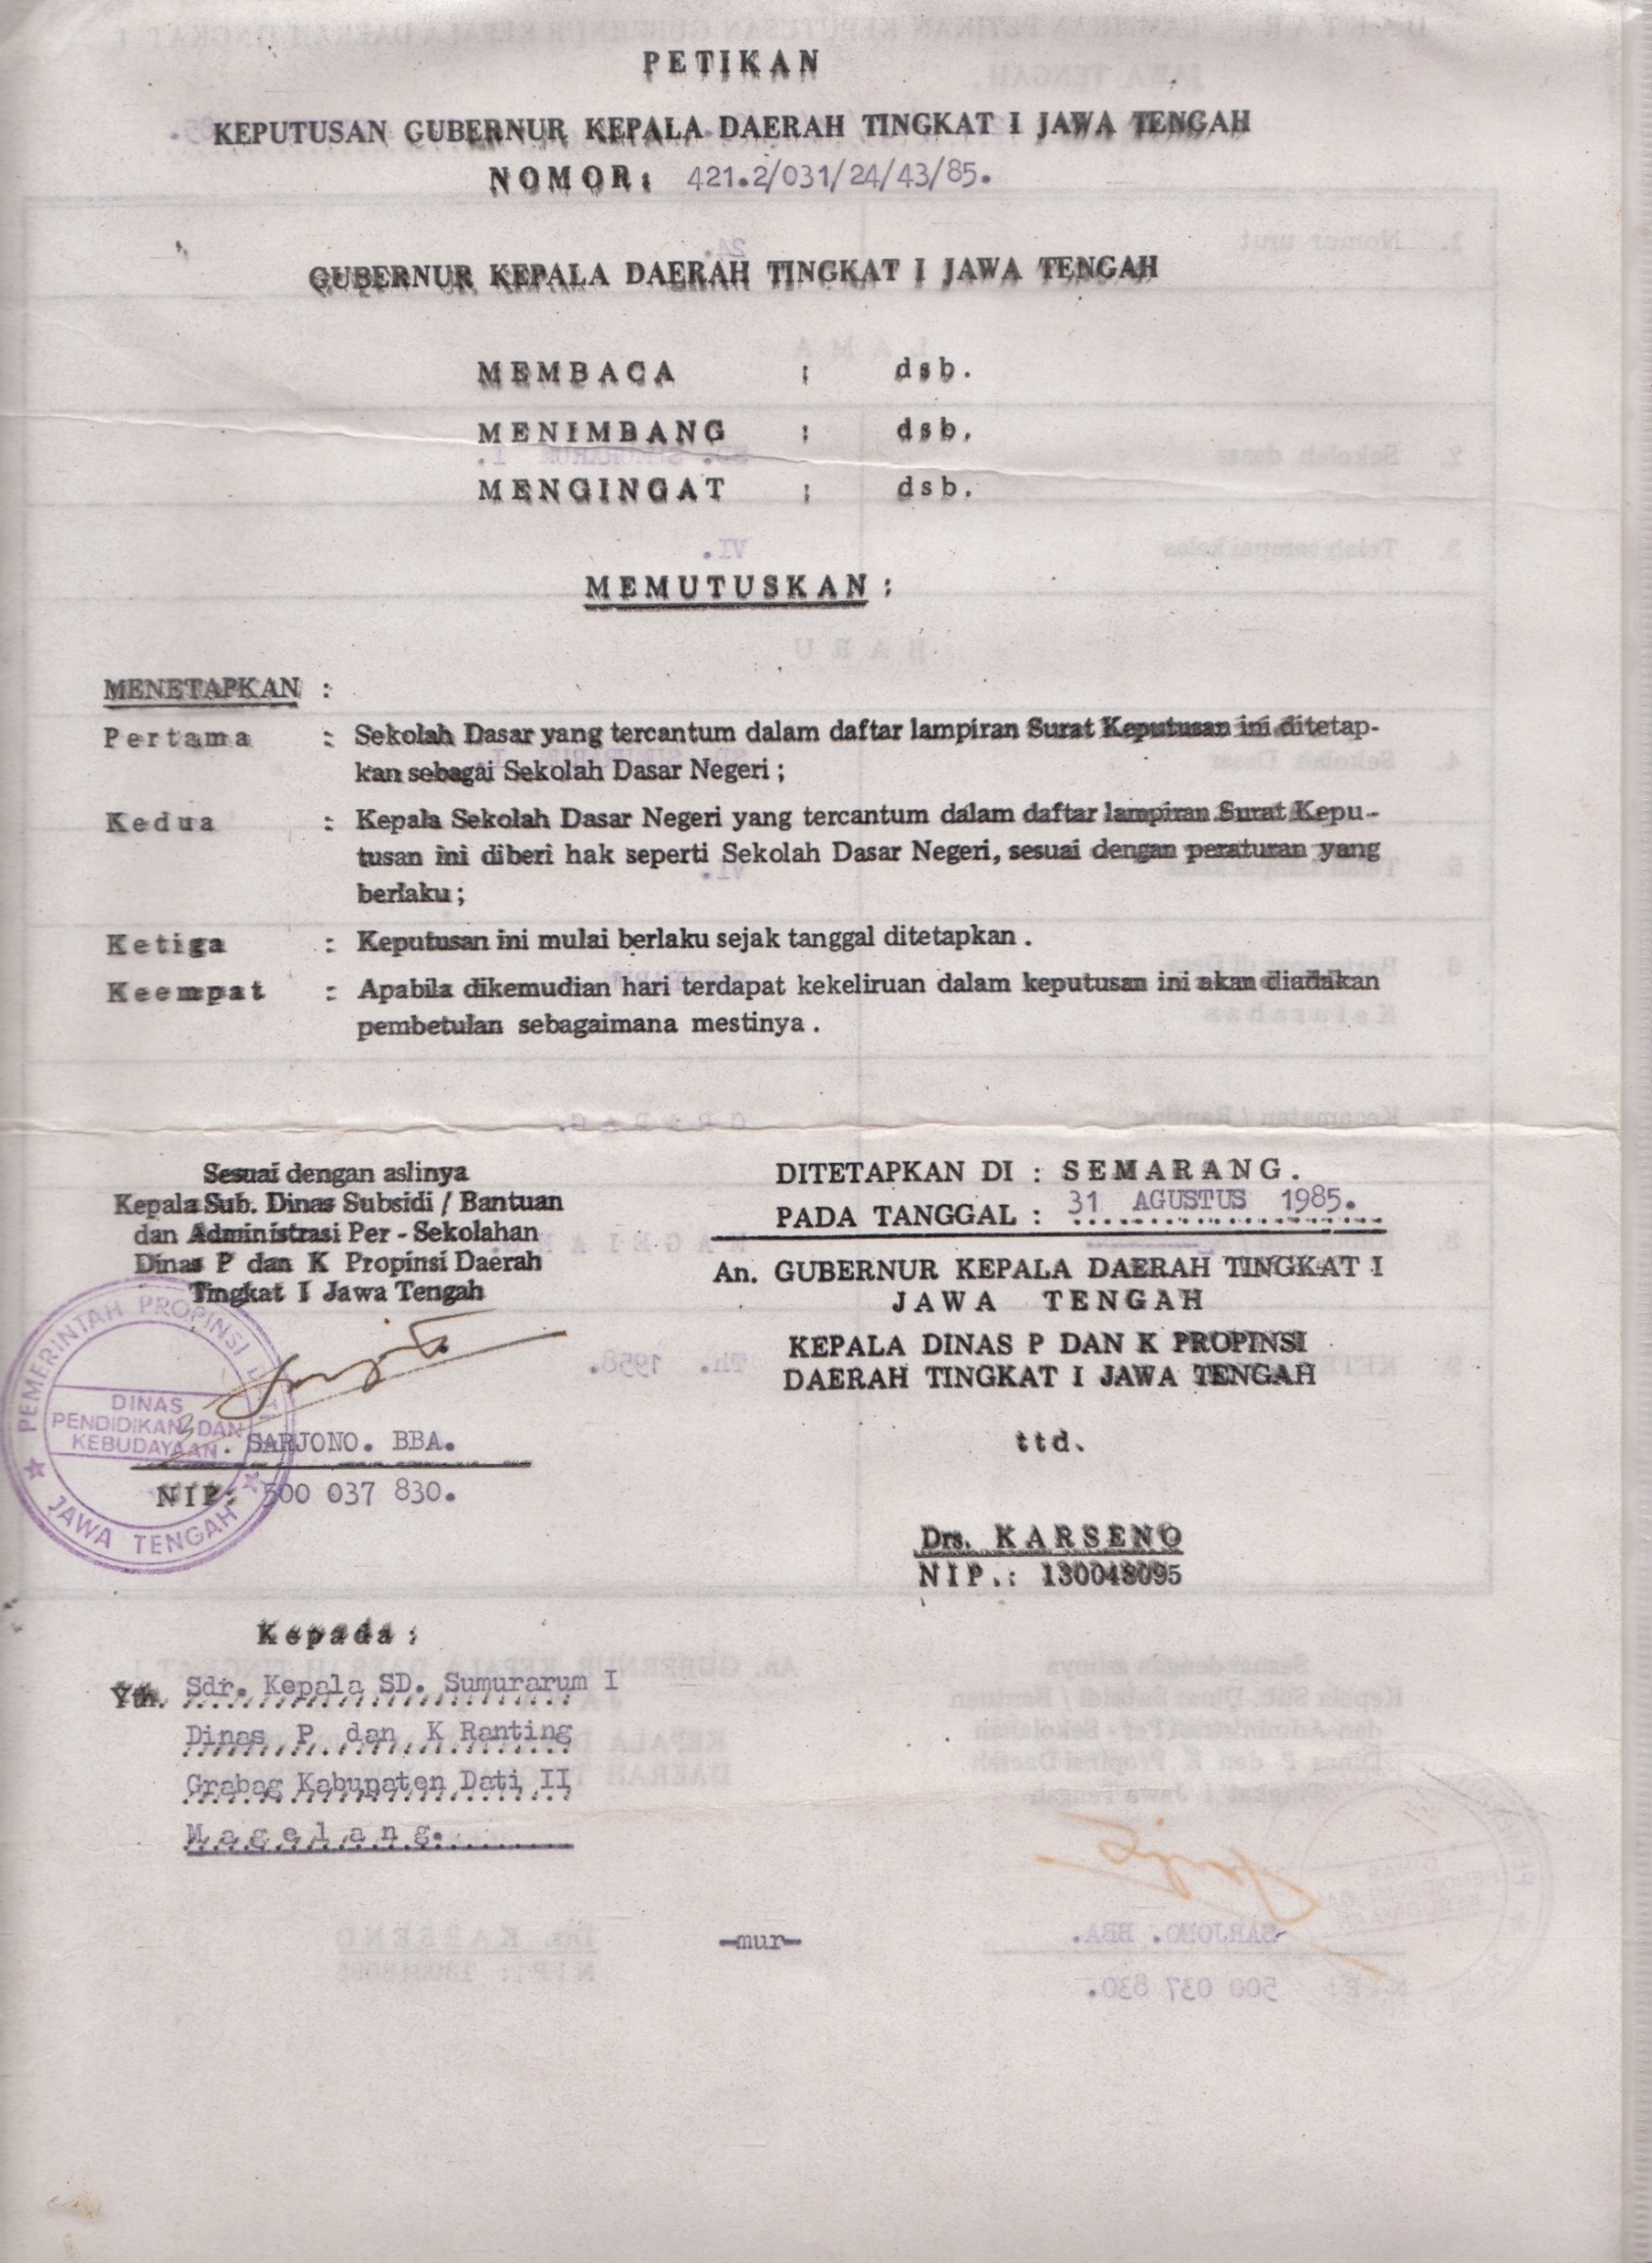 PETIKAN
KEPUTUSAN GUBERNUR KEPALA DAERAH TINGKAT I JAWA TENGAH
NOMOR: 421.2/031/24/43/85.
GUBERNUR KEPALA DAERAH TINGKAT I JAWA TENGAH
MEMBACA : dsb.
MENIMBANG : dsb.
MENGINGAT : dsb.
MEMUTUSKAN :
MENETAPKAN :
Pertama : Sekolah Dasar yang tercantum dalam daftar lampiran Surat Keputusan ini ditetap-
kan sebagai Sekolah Dasar Negeri ;
Kedua : Kepala Sekolah Dasar Negeri yang tercantum dalam daftar lampiran Surat Kepu-
tusan ini diberi hak seperti Sekolah Dasar Negeri, sesuai dengan peraturan yang
berlaku ;
Ketiga : Keputusan ini mulai berlaku sejak tanggal ditetapkan .
Keempat : Apabila dikemudian hari terdapat kekeliruan dalam keputusan ini akan diadakan
pembetulan sebagaimana mestinya .
Sesuai dengan aslinya
Kepala Sub. Dinas Subsidi / Bantuan
dan Administrasi Per - Sekolahan
Dinas P dan K Propinsi Daerah
Tingkat I Jawa Tengah
PEMERINTAH PROPINSI
DINAS
PENDIDIKAN DAN
KEBUDAYAAN
JAWA TENGAH
SARJONO. BBA.
NIP: 500 037 830.
DITETAPKAN DI : SEMARANG.
PADA TANGGAL : 31 AGUSTUS 1985.
An. GUBERNUR KEPALA DAERAH TINGKAT I
JAWA TENGAH
KEPALA DINAS P DAN K PROPINSI
DAERAH TINGKAT I JAWA TENGAH
ttd.
Drs. KARSENO
NIP.: 130048095
Kepada :
Yth. Sdr. Kepala SD. Sumurarum I
Dinas P dan K Ranting
Grabag Kabupaten Dati II
Magelang.
-mur-